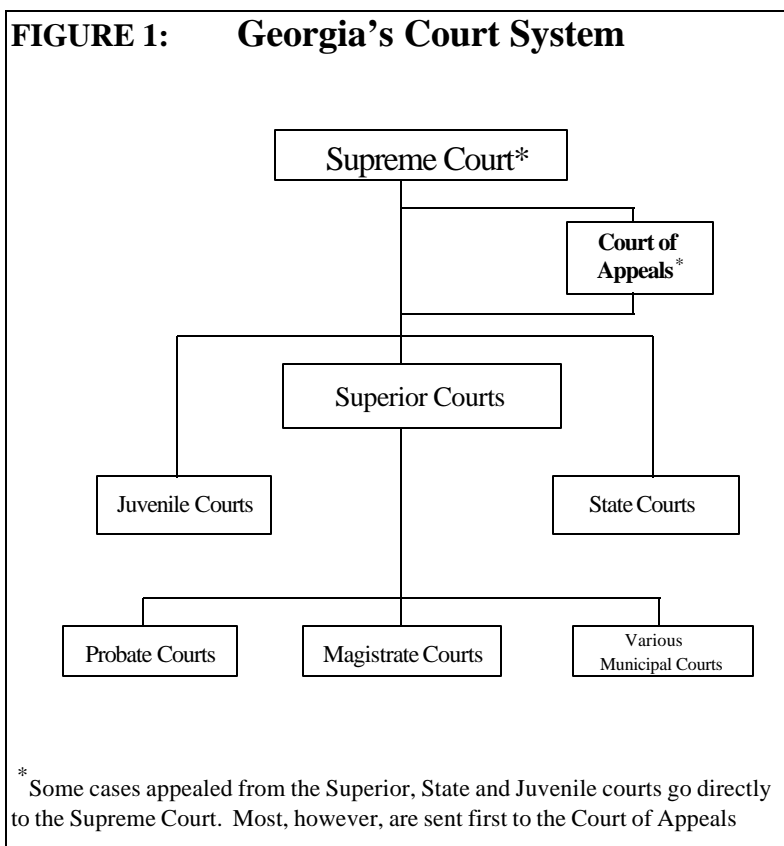 FIGURE 1: Georgia's Court System
Supreme Court*
Court of
Appeals*
Superior Courts
Juvenile Courts
State Courts
Probate Courts
Magistrate Courts
Various
Municipal Courts
*Some cases appealed from the Superior, State and Juvenile courts go directly
to the Supreme Court. Most, however, are sent first to the Court of Appeals